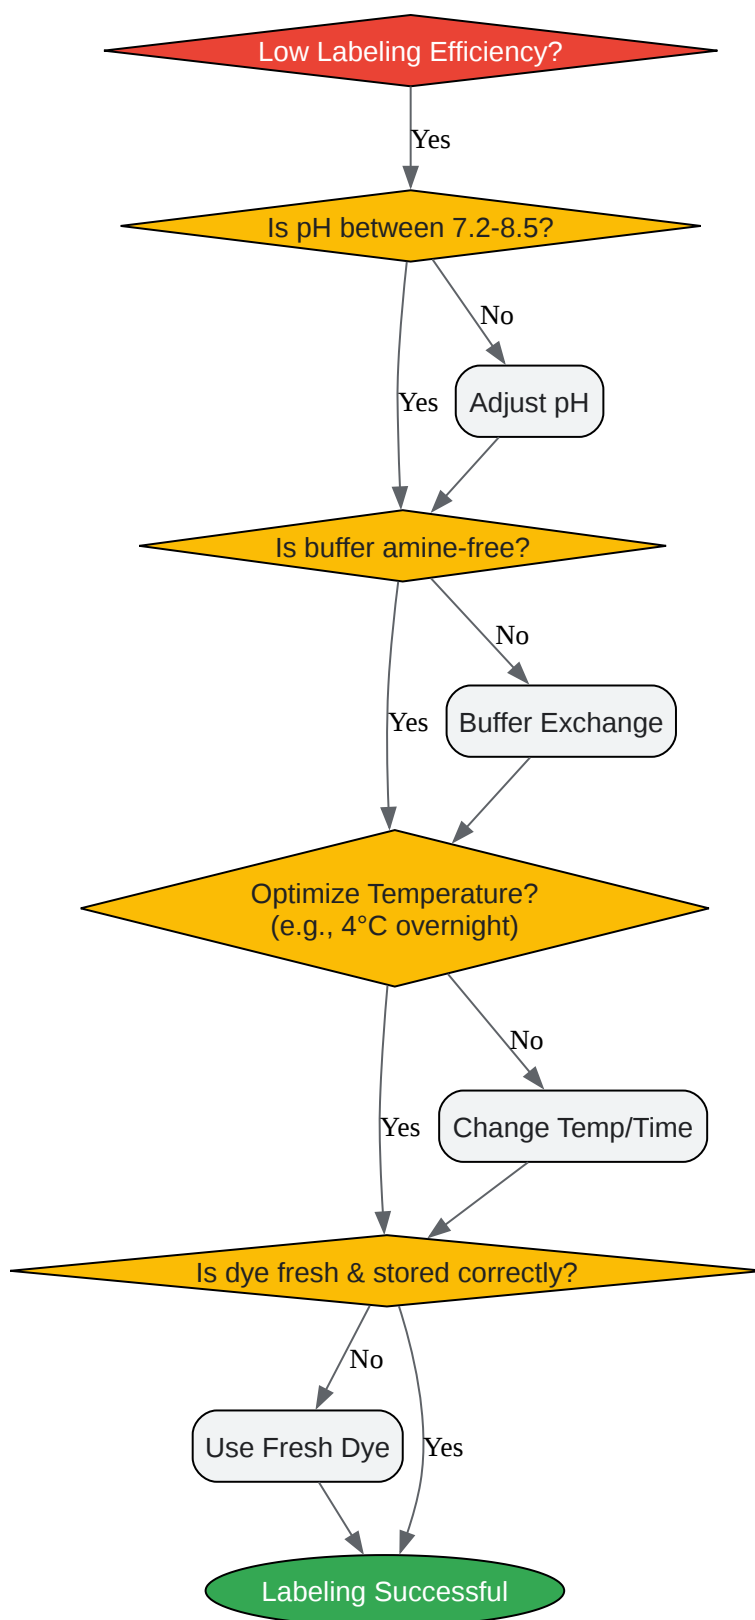 Low Labeling Efficiency?
Yes
Is pH between 7.2-8.5?
No
Yes
Adjust pH
Is buffer amine-free?
No
Yes
Buffer Exchange
Optimize Temperature?
(e.g., 4°C overnight)
No
Yes
Change Temp/Time
Is dye fresh & stored correctly?
No
Use Fresh Dye
Yes
Labeling Successful